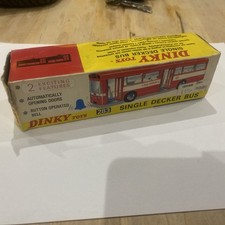 DINKY
TOYS
SINGLE DECKER
BUS
2 EXCITING
FEATURES
AUTOMATICALLY
OPENING DOORS
BUTTON OPERATED
BELL
DINKY TOYS
283
SINGLE DECKER BUS